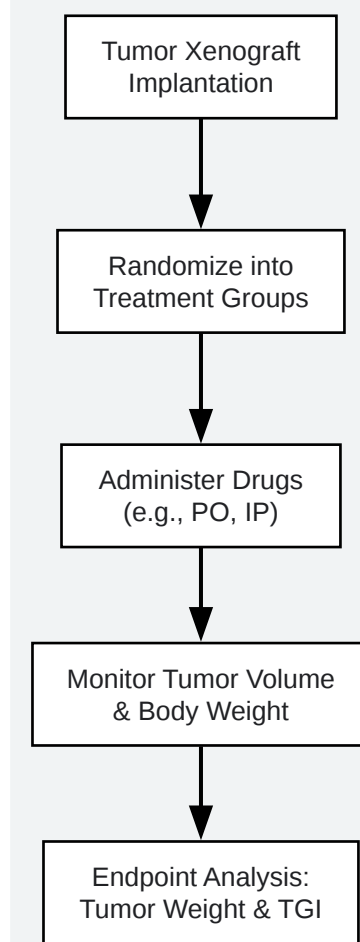 Tumor Xenograft
Implantation
Randomize into
Treatment Groups
Administer Drugs
(e.g., PO, IP)
Monitor Tumor Volume
& Body Weight
Endpoint Analysis:
Tumor Weight & TGI